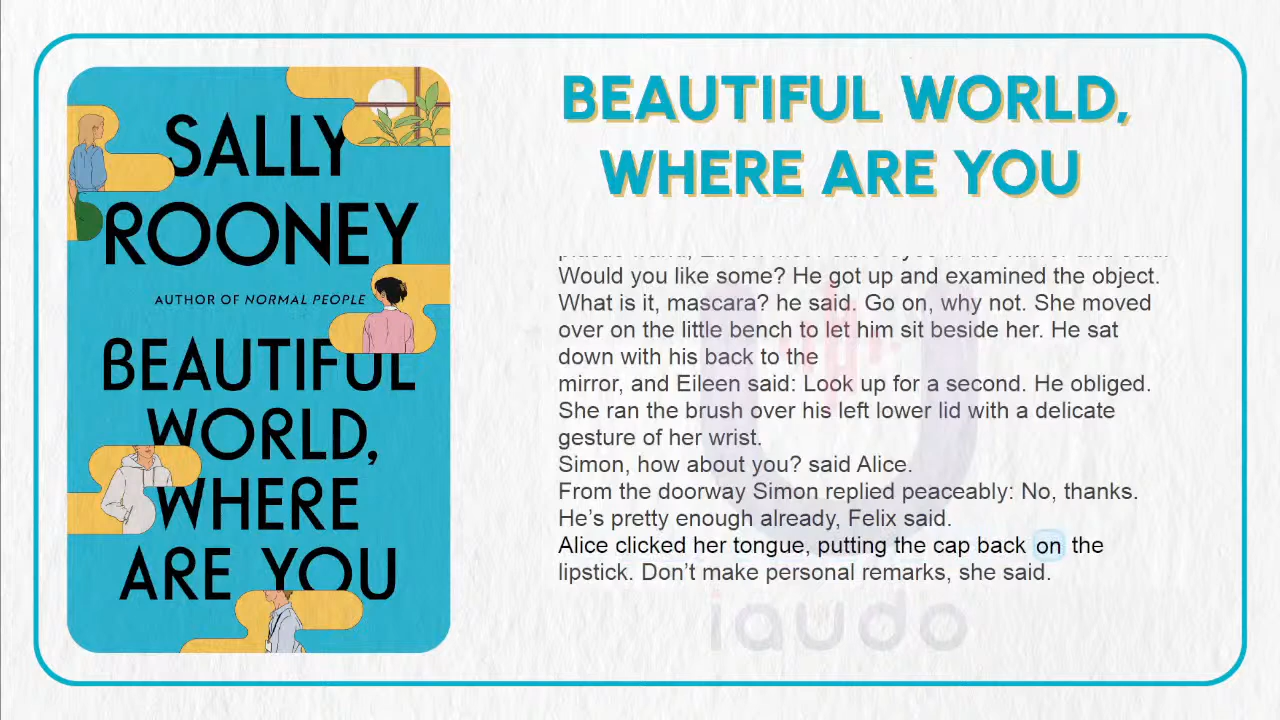 SALLY
ROONEY
AUTHOR OF NORMAL PEOPLE
BEAUTIFUL
WORLD,
WHERE
ARE YOU
BEAUTIFUL WORLD,
WHERE ARE YOU
Would you like some? He got up and examined the object.
What is it, mascara? he said. Go on, why not. She moved
over on the little bench to let him sit beside her. He sat
down with his back to the
mirror, and Eileen said: Look up for a second. He obliged.
She ran the brush over his left lower lid with a delicate
gesture of her wrist.
Simon, how about you? said Alice.
From the doorway Simon replied peaceably: No, thanks.
He’s pretty enough already, Felix said.
Alice clicked her tongue, putting the cap back on the
lipstick. Don’t make personal remarks, she said.
iaudo